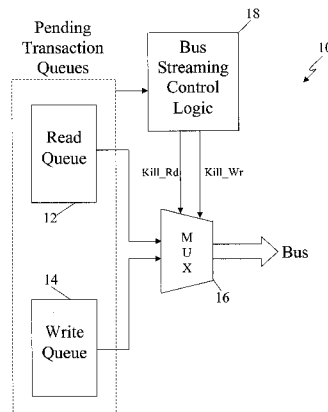 Pending
Transaction
Queues
18
Bus
Streaming
Control
Logic
10
Read
Queue
12
Kill_Rd
Kill_Wr
M
U
X
Bus
16
14
Write
Queue